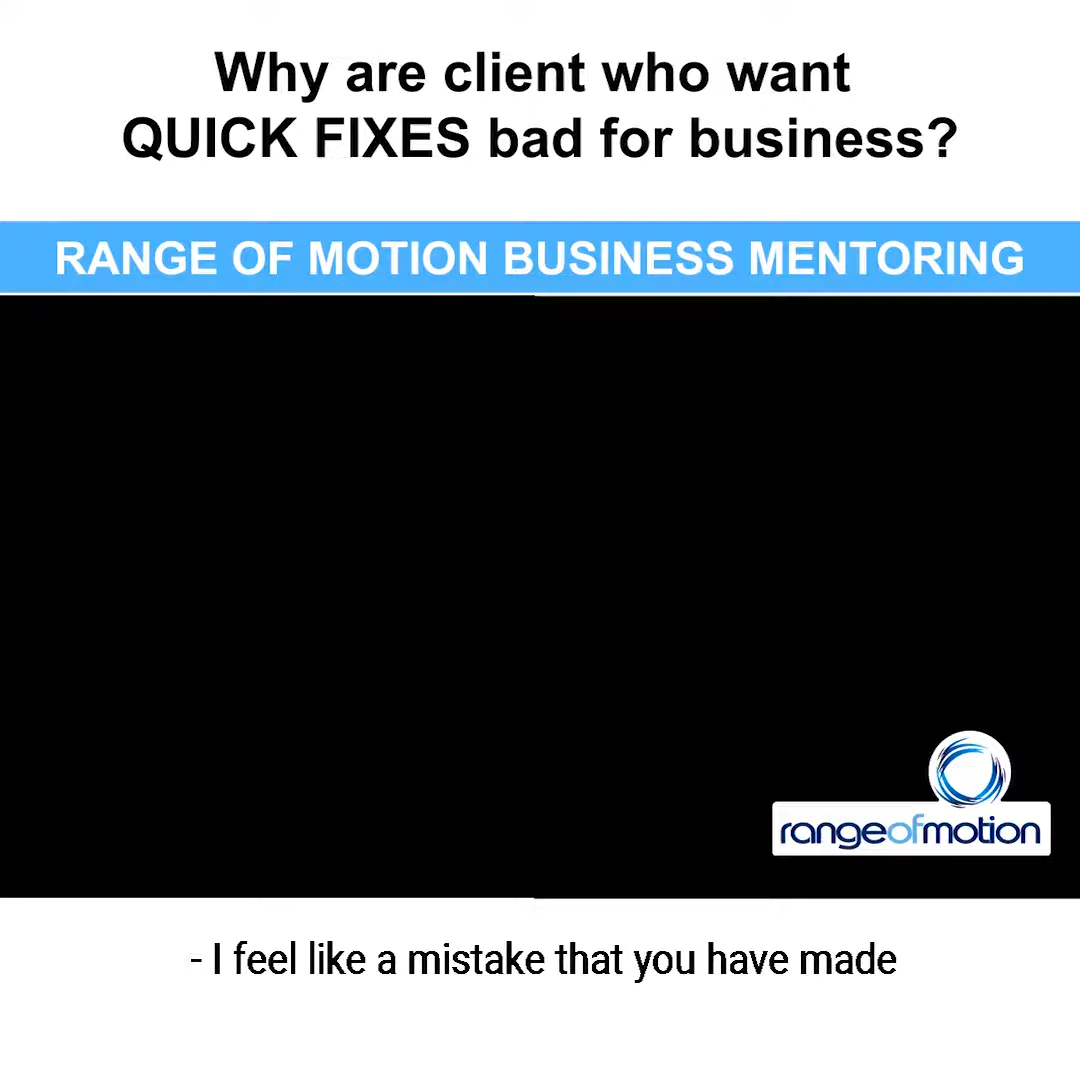 Why are client who want
QUICK FIXES bad for business?
RANGE OF MOTION BUSINESS MENTORING
rangeofmotion
- I feel like a mistake that you have made